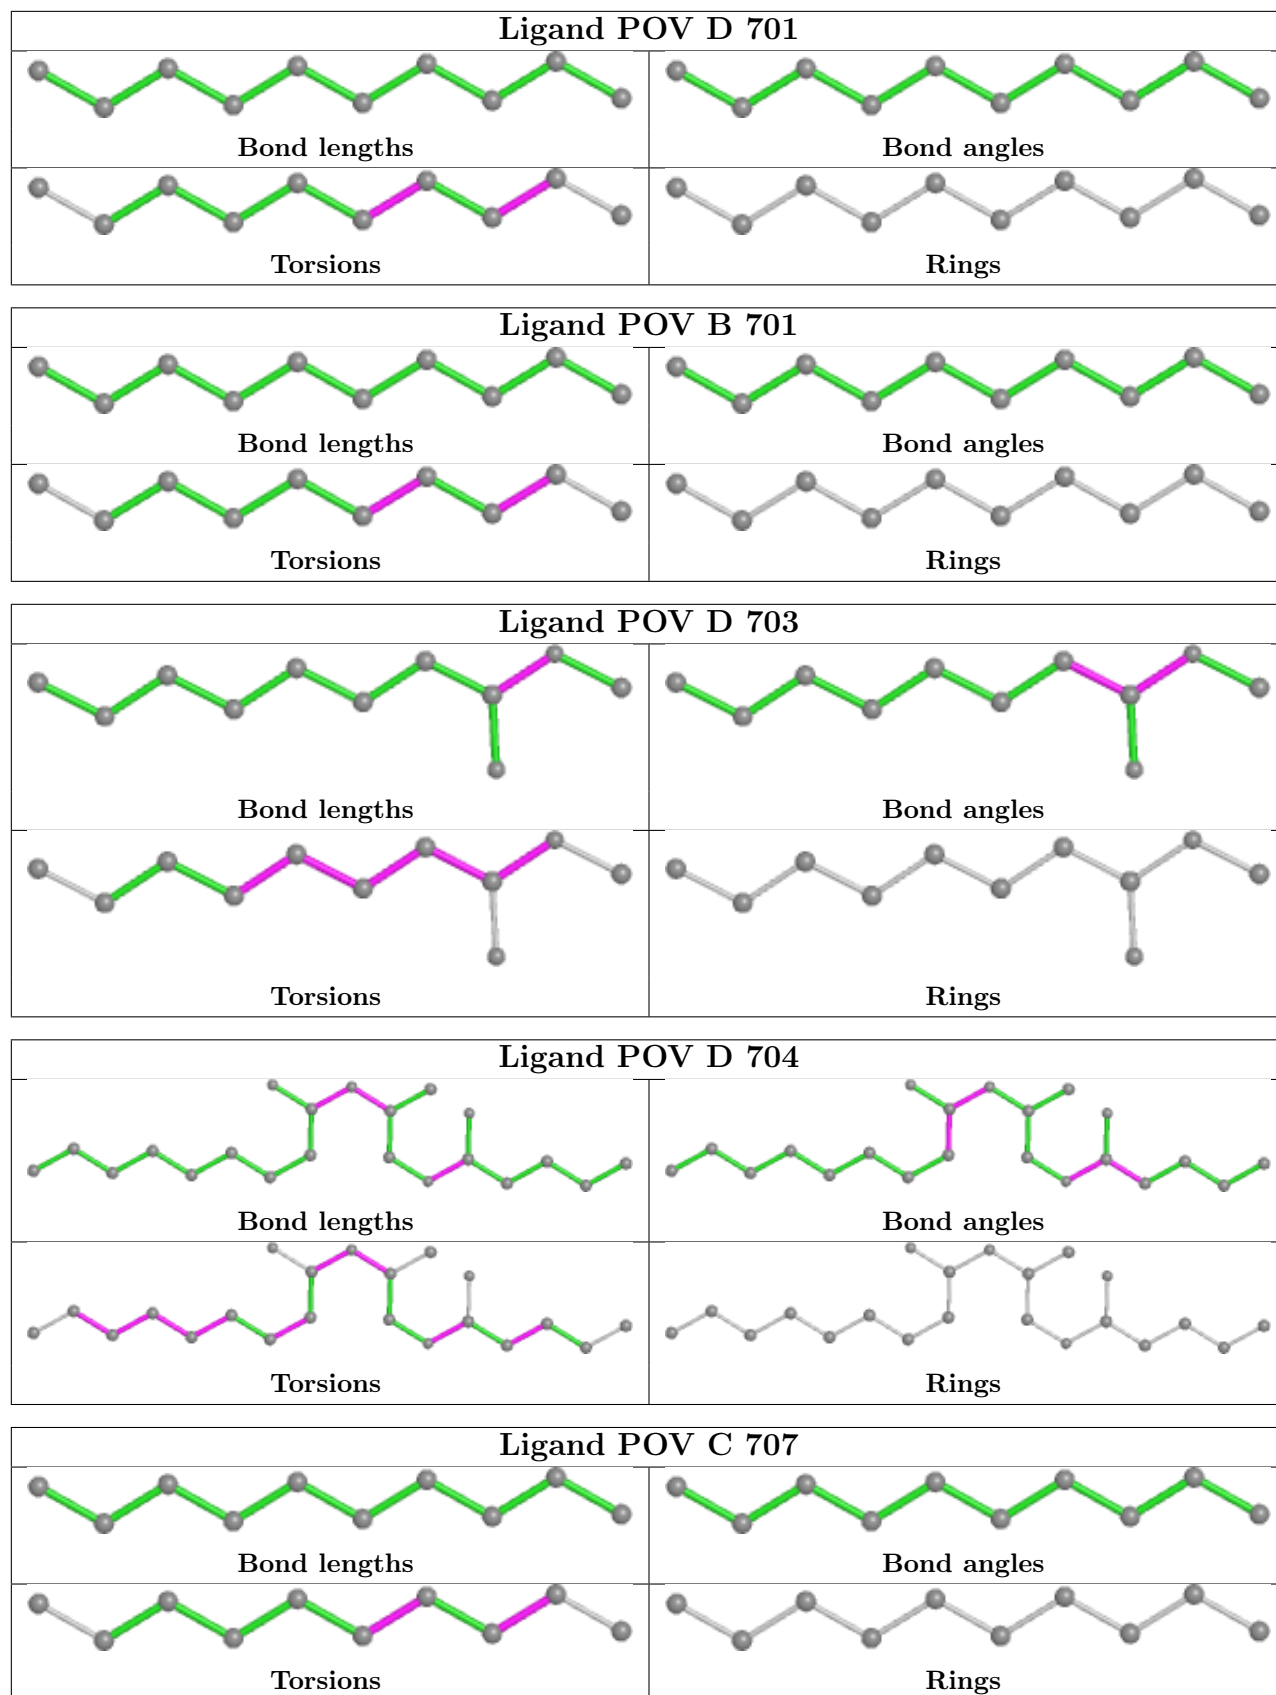 Ligand POV D 701
Bond lengths
Bond angles
Torsions
Rings
Ligand POV B 701
Bond lengths
Bond angles
Torsions
Rings
Ligand POV D 703
Bond lengths
Bond angles
Torsions
Rings
Ligand POV D 704
Bond lengths
Bond angles
Torsions
Rings
Ligand POV C 707
Bond lengths
Bond angles
Torsions
Rings